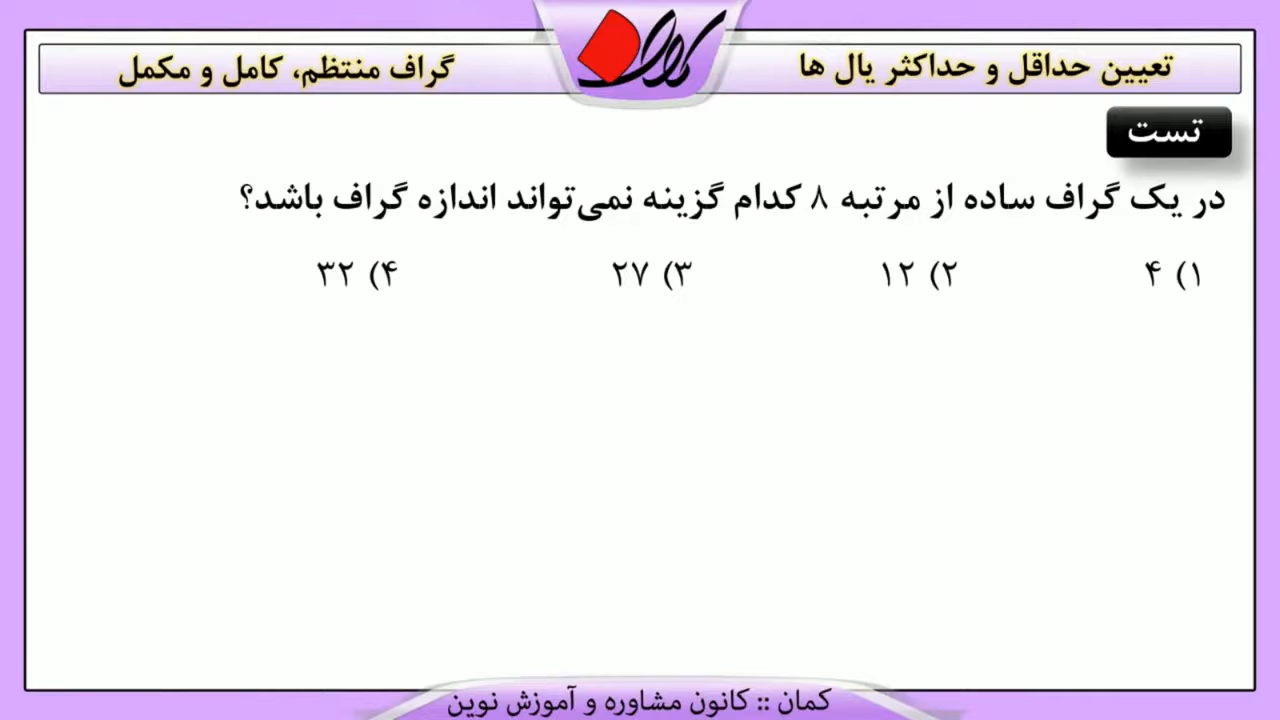 تعیین حداقل و حداکثر یال ها
کمان
گراف منتظم، کامل و مکمل
تست
در یک گراف ساده از مرتبه ۸ کدام گزینه نمی‌تواند اندازه گراف باشد؟
۱) ۴ ۲) ۱۲ ۳) ۲۷ ۴) ۳۲
کمان :: کانون مشاوره و آموزش نوین